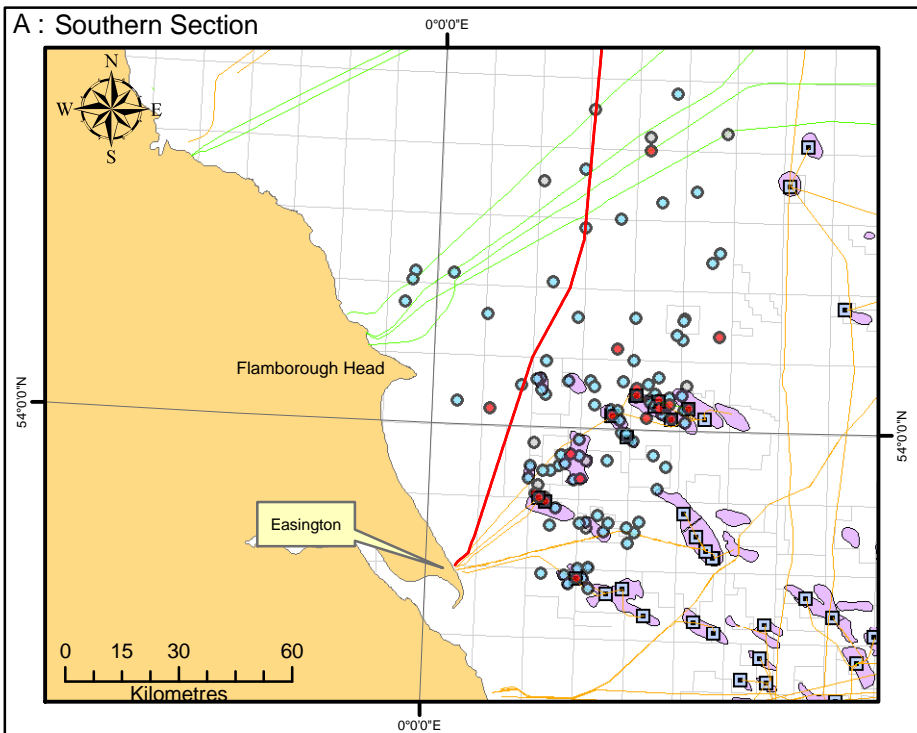 A : Southern Section
0°0'0"E
N
W E
S
Flamborough Head
54°0'0"N
54°0'0"N
Easington
0 15 30 60
Kilometres
0°0'0"E